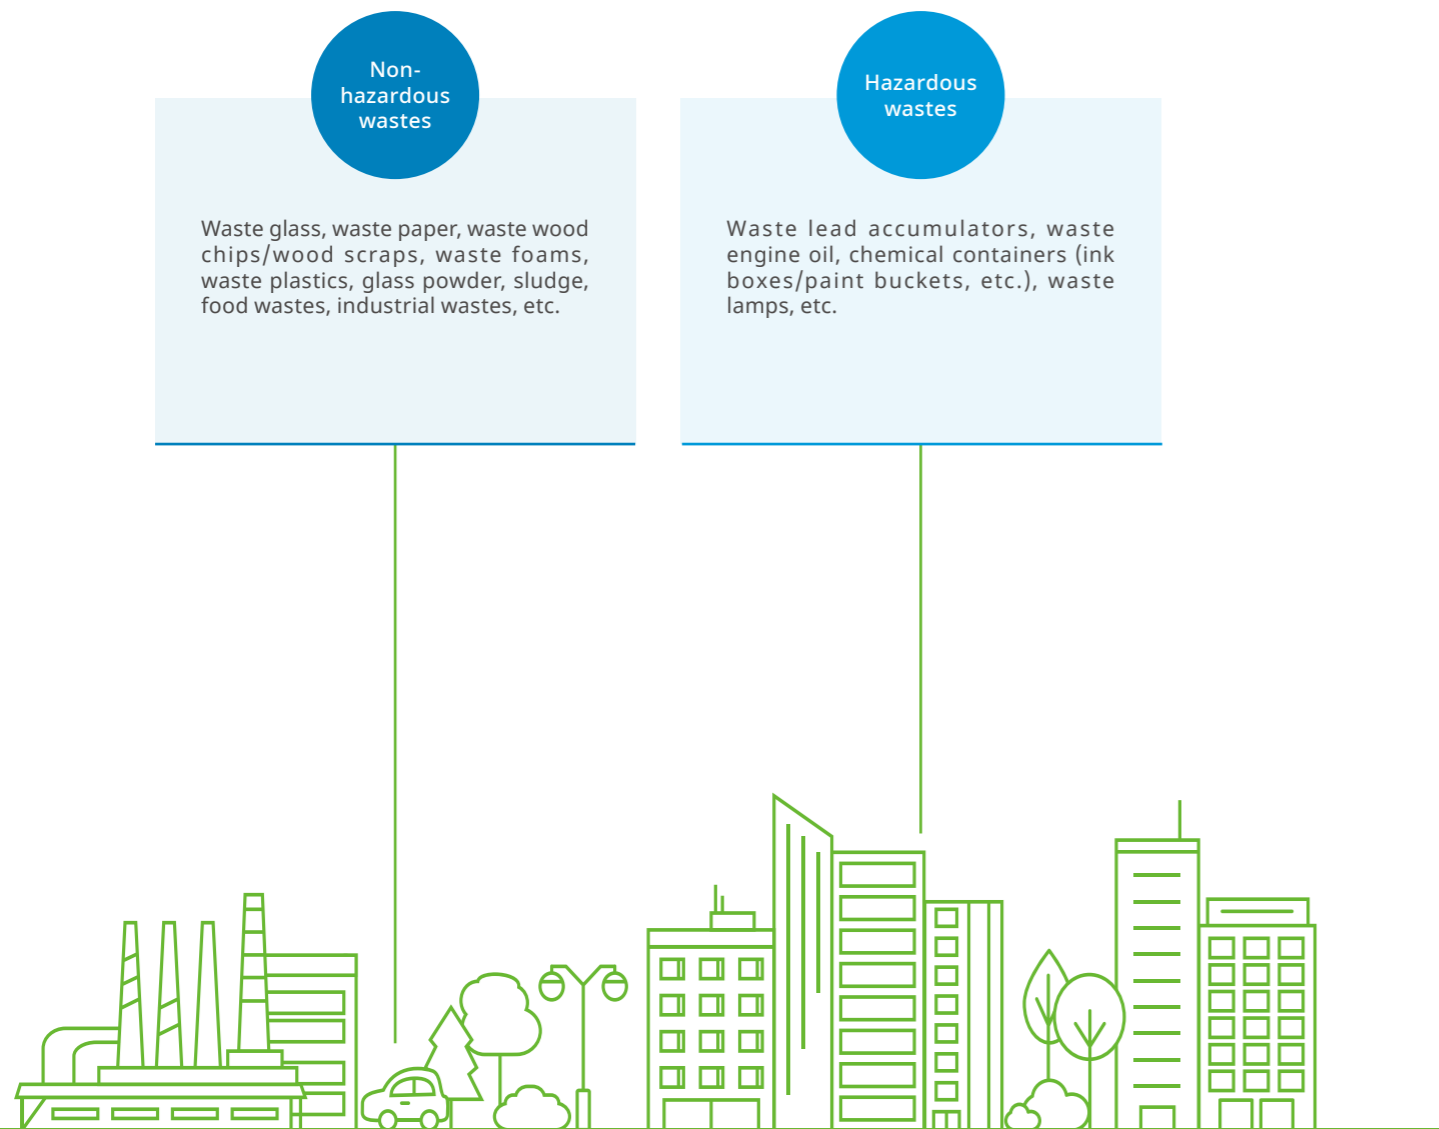 Non-
hazardous
wastes
Waste glass, waste paper, waste wood
chips/wood scraps, waste foams,
waste plastics, glass powder, sludge,
food wastes, industrial wastes, etc.
Hazardous
wastes
Waste lead accumulators, waste
engine oil, chemical containers (ink
boxes/paint buckets, etc.), waste
lamps, etc.